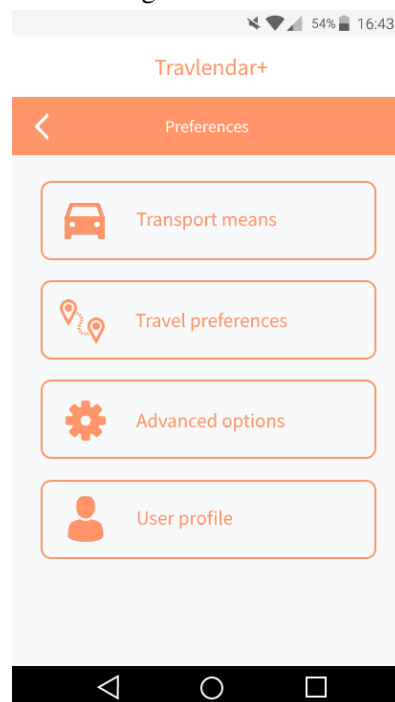 54% 16:43
Travlendar+
Preferences
Transport means
Travel preferences
Advanced options
User profile